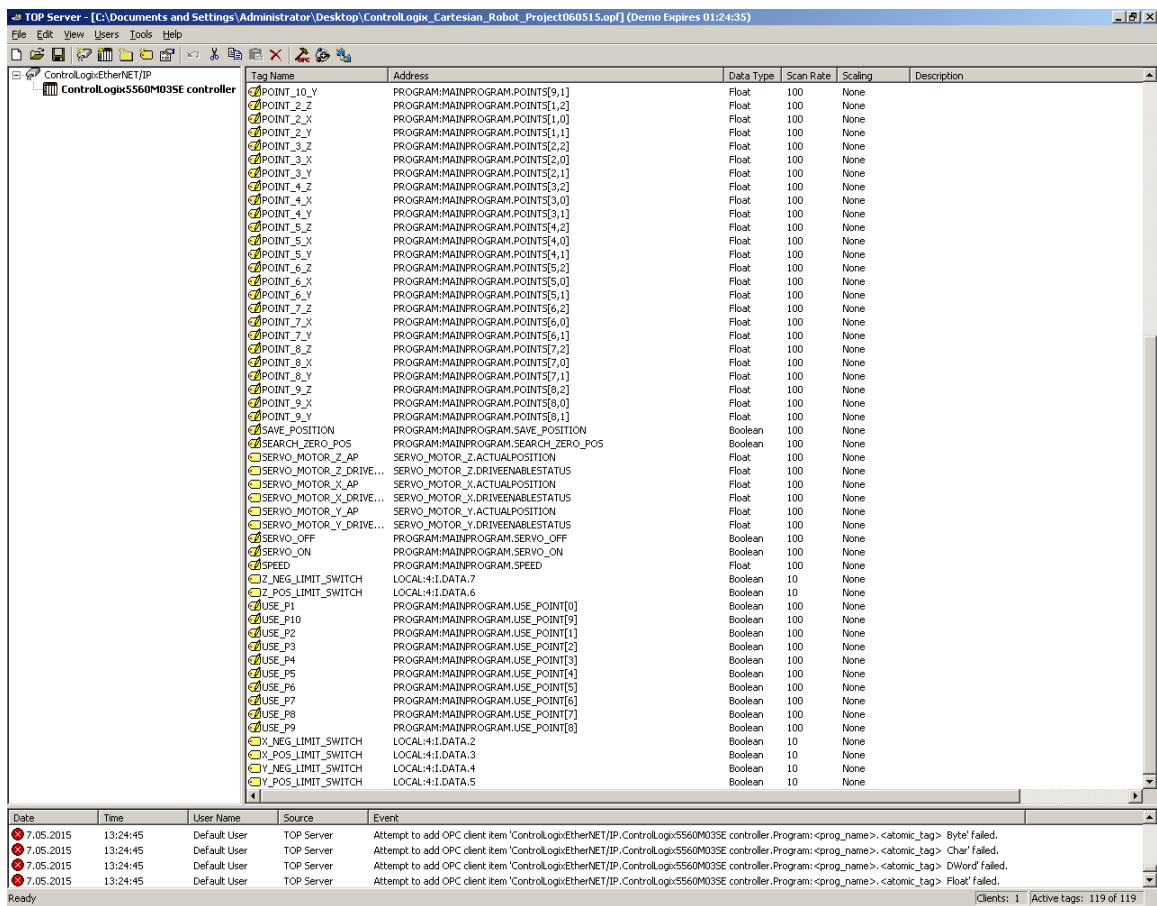 TOP Server - [C:\Documents and Settings\Administrator\Desktop\ControlLogix_Cartesian_Robot_Project060515.opf] (Demo Expires 01:24:35)
File Edit View Users Tools Help
ControlLogixEtherNET/IP
ControlLogix5560M03SE controller
Tag Name Address Data Type Scan Rate Scaling Description
POINT_10_Y PROGRAM:MAINPROGRAM.POINTS[9,1] Float 100 None
POINT_2_Z PROGRAM:MAINPROGRAM.POINTS[1,2] Float 100 None
POINT_2_X PROGRAM:MAINPROGRAM.POINTS[1,0] Float 100 None
POINT_2_Y PROGRAM:MAINPROGRAM.POINTS[1,1] Float 100 None
POINT_3_Z PROGRAM:MAINPROGRAM.POINTS[2,2] Float 100 None
POINT_3_X PROGRAM:MAINPROGRAM.POINTS[2,0] Float 100 None
POINT_3_Y PROGRAM:MAINPROGRAM.POINTS[2,1] Float 100 None
POINT_4_Z PROGRAM:MAINPROGRAM.POINTS[3,2] Float 100 None
POINT_4_X PROGRAM:MAINPROGRAM.POINTS[3,0] Float 100 None
POINT_4_Y PROGRAM:MAINPROGRAM.POINTS[3,1] Float 100 None
POINT_5_Z PROGRAM:MAINPROGRAM.POINTS[4,2] Float 100 None
POINT_5_X PROGRAM:MAINPROGRAM.POINTS[4,0] Float 100 None
POINT_5_Y PROGRAM:MAINPROGRAM.POINTS[4,1] Float 100 None
POINT_6_Z PROGRAM:MAINPROGRAM.POINTS[5,2] Float 100 None
POINT_6_X PROGRAM:MAINPROGRAM.POINTS[5,0] Float 100 None
POINT_6_Y PROGRAM:MAINPROGRAM.POINTS[5,1] Float 100 None
POINT_7_Z PROGRAM:MAINPROGRAM.POINTS[6,2] Float 100 None
POINT_7_X PROGRAM:MAINPROGRAM.POINTS[6,0] Float 100 None
POINT_7_Y PROGRAM:MAINPROGRAM.POINTS[6,1] Float 100 None
POINT_8_Z PROGRAM:MAINPROGRAM.POINTS[7,2] Float 100 None
POINT_8_X PROGRAM:MAINPROGRAM.POINTS[7,0] Float 100 None
POINT_8_Y PROGRAM:MAINPROGRAM.POINTS[7,1] Float 100 None
POINT_9_Z PROGRAM:MAINPROGRAM.POINTS[8,2] Float 100 None
POINT_9_X PROGRAM:MAINPROGRAM.POINTS[8,0] Float 100 None
POINT_9_Y PROGRAM:MAINPROGRAM.POINTS[8,1] Float 100 None
SAVE_POSITION PROGRAM:MAINPROGRAM.SAVE_POSITION Boolean 100 None
SEARCH_ZERO_POS PROGRAM:MAINPROGRAM.SEARCH_ZERO_POS Boolean 100 None
SERVO_MOTOR_Z_AP SERVO_MOTOR_Z.ACTUALPOSITION Float 100 None
SERVO_MOTOR_Z_DRIVE... SERVO_MOTOR_Z.DRIVEENABLESTATUS Float 100 None
SERVO_MOTOR_X_AP SERVO_MOTOR_X.ACTUALPOSITION Float 100 None
SERVO_MOTOR_X_DRIVE... SERVO_MOTOR_X.DRIVEENABLESTATUS Float 100 None
SERVO_MOTOR_Y_AP SERVO_MOTOR_Y.ACTUALPOSITION Float 100 None
SERVO_MOTOR_Y_DRIVE... SERVO_MOTOR_Y.DRIVEENABLESTATUS Float 100 None
SERVO_OFF PROGRAM:MAINPROGRAM.SERVO_OFF Boolean 100 None
SERVO_ON PROGRAM:MAINPROGRAM.SERVO_ON Boolean 100 None
SPEED PROGRAM:MAINPROGRAM.SPEED Float 100 None
Z_NEG_LIMIT_SWITCH LOCAL:4:I.DATA.7 Boolean 10 None
Z_POS_LIMIT_SWITCH LOCAL:4:I.DATA.6 Boolean 10 None
USE_P1 PROGRAM:MAINPROGRAM.USE_POINT[0] Boolean 100 None
USE_P10 PROGRAM:MAINPROGRAM.USE_POINT[9] Boolean 100 None
USE_P2 PROGRAM:MAINPROGRAM.USE_POINT[1] Boolean 100 None
USE_P3 PROGRAM:MAINPROGRAM.USE_POINT[2] Boolean 100 None
USE_P4 PROGRAM:MAINPROGRAM.USE_POINT[3] Boolean 100 None
USE_P5 PROGRAM:MAINPROGRAM.USE_POINT[4] Boolean 100 None
USE_P6 PROGRAM:MAINPROGRAM.USE_POINT[5] Boolean 100 None
USE_P7 PROGRAM:MAINPROGRAM.USE_POINT[6] Boolean 100 None
USE_P8 PROGRAM:MAINPROGRAM.USE_POINT[7] Boolean 100 None
USE_P9 PROGRAM:MAINPROGRAM.USE_POINT[8] Boolean 100 None
X_NEG_LIMIT_SWITCH LOCAL:4:I.DATA.2 Boolean 10 None
X_POS_LIMIT_SWITCH LOCAL:4:I.DATA.3 Boolean 10 None
Y_NEG_LIMIT_SWITCH LOCAL:4:I.DATA.4 Boolean 10 None
Y_POS_LIMIT_SWITCH LOCAL:4:I.DATA.5 Boolean 10 None
Date Time User Name Source Event
7.05.2015 13:24:45 Default User TOP Server Attempt to add OPC client item 'ControlLogixEtherNET/IP.ControlLogix5560M03SE controller.Program:<prog_name>.<atomic_tag> Byte' failed.
7.05.2015 13:24:45 Default User TOP Server Attempt to add OPC client item 'ControlLogixEtherNET/IP.ControlLogix5560M03SE controller.Program:<prog_name>.<atomic_tag> Char' failed.
7.05.2015 13:24:45 Default User TOP Server Attempt to add OPC client item 'ControlLogixEtherNET/IP.ControlLogix5560M03SE controller.Program:<prog_name>.<atomic_tag> DWord' failed.
7.05.2015 13:24:45 Default User TOP Server Attempt to add OPC client item 'ControlLogixEtherNET/IP.ControlLogix5560M03SE controller.Program:<prog_name>.<atomic_tag> Float' failed.
Ready Clients: 1 Active tags: 119 of 119